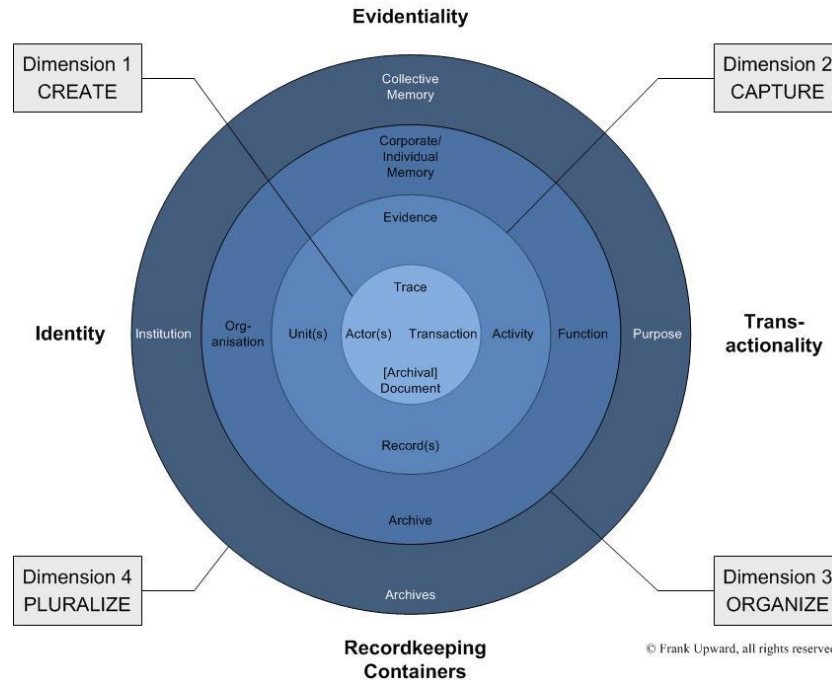 Evidentiality
Dimension 1
CREATE
Dimension 2
CAPTURE
Collective
Memory
Corporate/
Individual
Memory
Evidence
Trace
Identity
Institution
Org-
anisation
Unit(s)
Actor(s)
Transaction
Activity
Function
Purpose
Trans-
actionality
[Archival]
Document
Record(s)
Archive
Archives
Dimension 4
PLURALIZE
Dimension 3
ORGANIZE
Recordkeeping
Containers
© Frank Upward, all rights reserved